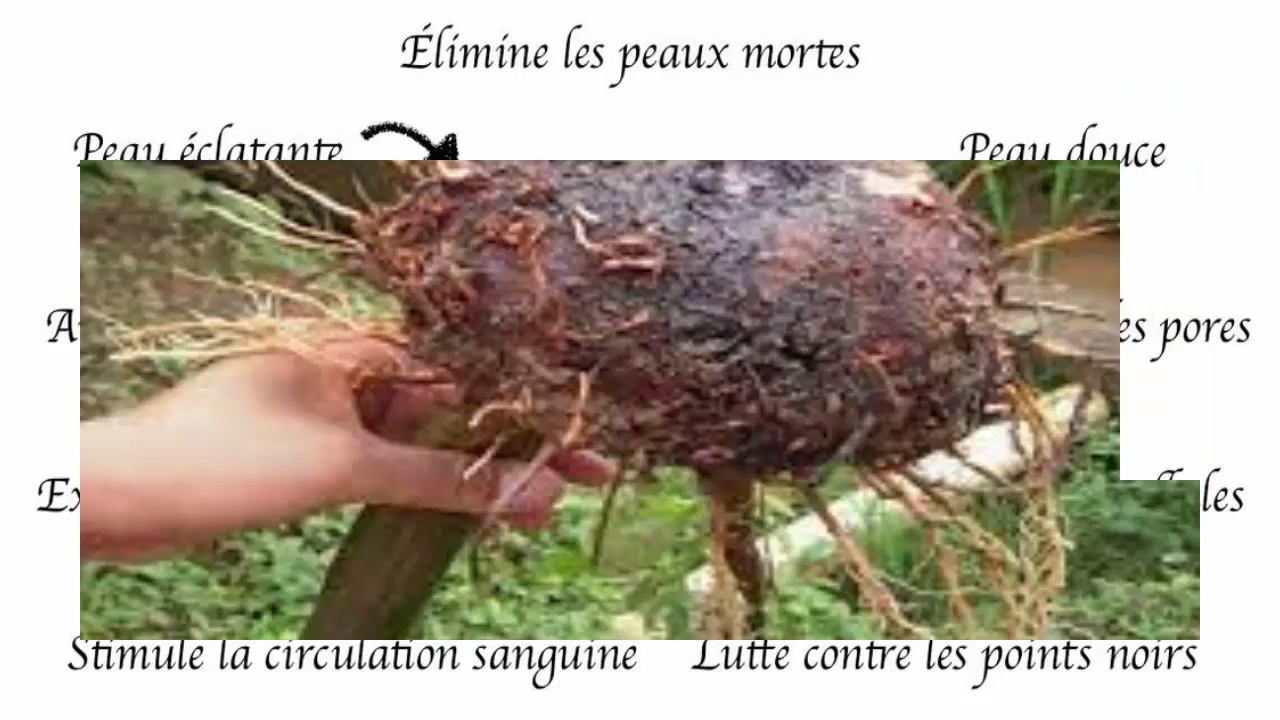 Élimine les peaux mortes
Peau éclatante
Peau douce
es pores
les
Stimule la circulation sanguine
Lutte contre les points noirs